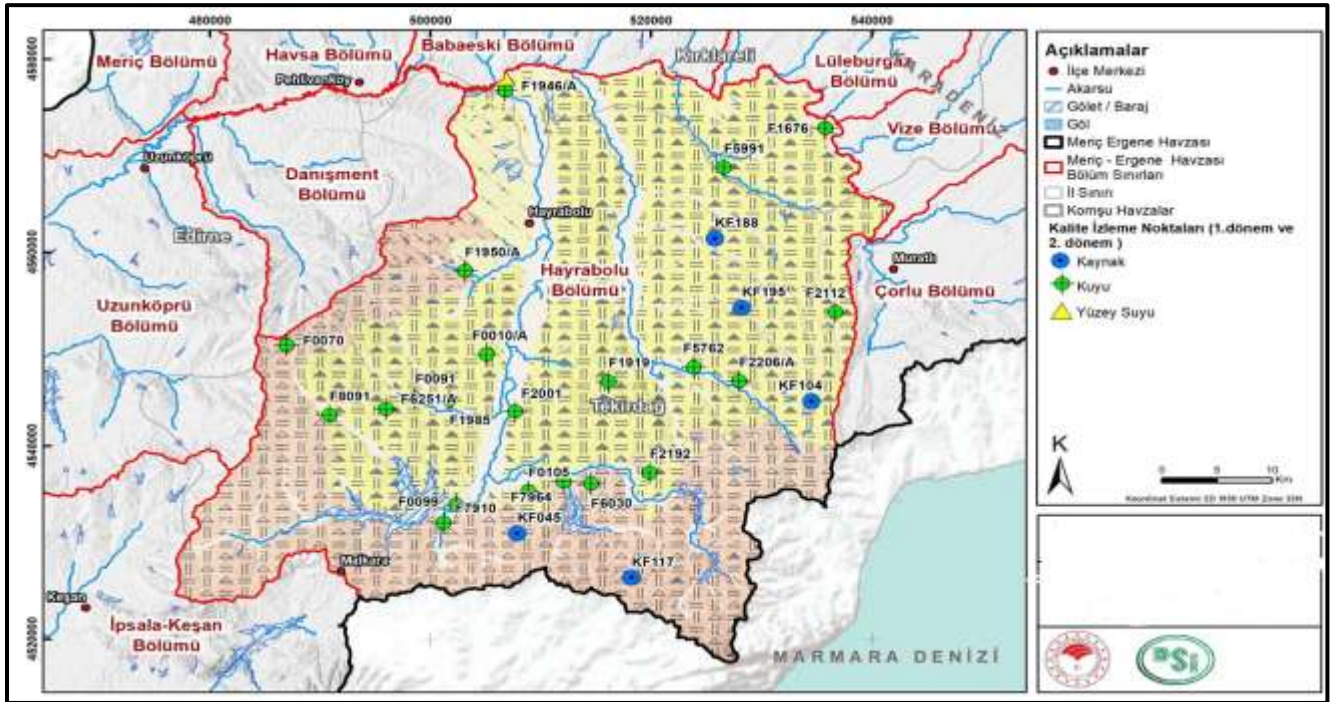 480000
500000
520000
540000
4580000
4560000
4540000
4520000
Meriç Bölümü
Havsa Bölümü
Babaeski Bölümü
Kırklareli
Lüleburgaz
Bölümü
KARADENİZ
Pehlivanköy
F1946/A
F1676
Vize Bölümü
Uzunköprü
F5991
Danışment
Bölümü
Hayrabolu
Edirne
KF188
F1950/A
Muratlı
Hayrabolu
Bölümü
Çorlu Bölümü
Uzunköprü
Bölümü
KF195
F2112
F0070
F0010/A
F1919
F5762
F2206/A
F0091
KF104
F8091
F6251/A
F1985
F2001
Tekirdağ
F2192
F0105
F0099
F7964
F6030
F7910
KF045
Malkara
KF117
Keşan
İpsala-Keşan
Bölümü
MARMARA DENİZİ
Açıklamalar
İlçe Merkezi
Akarsu
Gölet / Baraj
Göl
Meriç Ergene Havzası
Meriç - Ergene Havzası
Bölüm Sınırları
İl Sınırı
Komşu Havzalar
Kalite İzleme Noktaları (1.dönem ve
2. dönem )
Kaynak
Kuyu
Yüzey Suyu
K
0 5 10
Km
DSİ